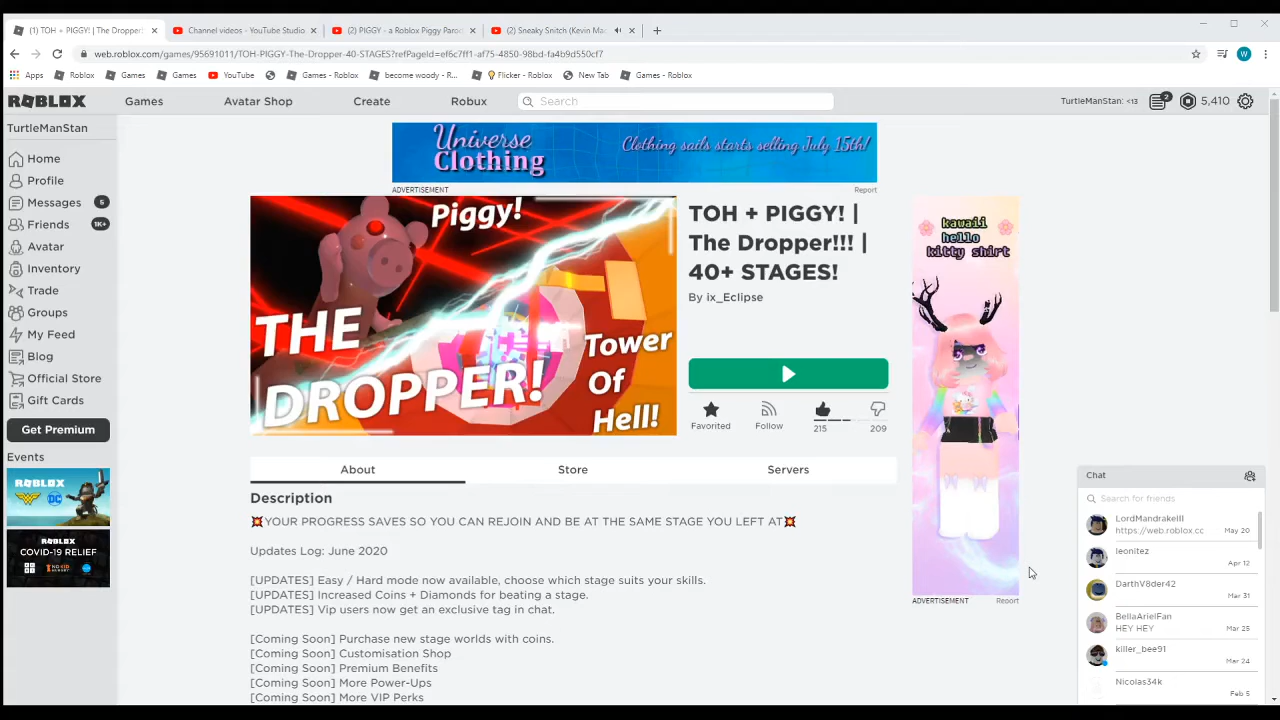 (1) TOH + PIGGY! | The Dropper!
Channel videos - YouTube Studio
(2) PIGGY - a Roblox Piggy Parod
(2) Sneaky Snitch (Kevin Ma
web.roblox.com/games/95691011/TOH-PIGGY-The-Dropper-40-STAGES?refPageId=ef6c7ff1-af75-4850-98bd-fa4b9d550cf7
W
Apps
Roblox
Games
Games
YouTube
Games - Roblox
become woody - R...
Flicker - Roblox
New Tab
Games - Roblox
ROBLOX
Games
Avatar Shop
Create
Robux
Search
TurtleManStan: <13
2
5,410
TurtleManStan
Home
Profile
Messages
5
Friends
1K+
Avatar
Inventory
Trade
Groups
My Feed
Blog
Official Store
Gift Cards
Get Premium
Events
ROBLOX
DC
ROBLOX
COVID-19 RELIEF
NO KID HUNGRY
Universe
Clothing
Clothing sails starts selling July 15th!
ADVERTISEMENT
Report
Piggy!
THE
DROPPER!
Tower
Of
Hell!
TOH + PIGGY! |
The Dropper!!! |
40+ STAGES!
By ix_Eclipse
Favorited
Follow
215
209
kawaii
hello
kitty shirt
ADVERTISEMENT
Report
About
Store
Servers
Description
💥YOUR PROGRESS SAVES SO YOU CAN REJOIN AND BE AT THE SAME STAGE YOU LEFT AT💥
Updates Log: June 2020
[UPDATES] Easy / Hard mode now available, choose which stage suits your skills.
[UPDATES] Increased Coins + Diamonds for beating a stage.
[UPDATES] Vip users now get an exclusive tag in chat.
[Coming Soon] Purchase new stage worlds with coins.
[Coming Soon] Customisation Shop
[Coming Soon] Premium Benefits
[Coming Soon] More Power-Ups
[Coming Soon] More VIP Perks
Chat
Search for friends
LordMandrakeIII
https://web.roblox.cc
May 20
leonitez
Apr 12
DarthV8der42
Mar 31
BellaArielFan
HEY HEY
Mar 25
killer_bee91
Mar 24
Nicolas34k
Feb 5